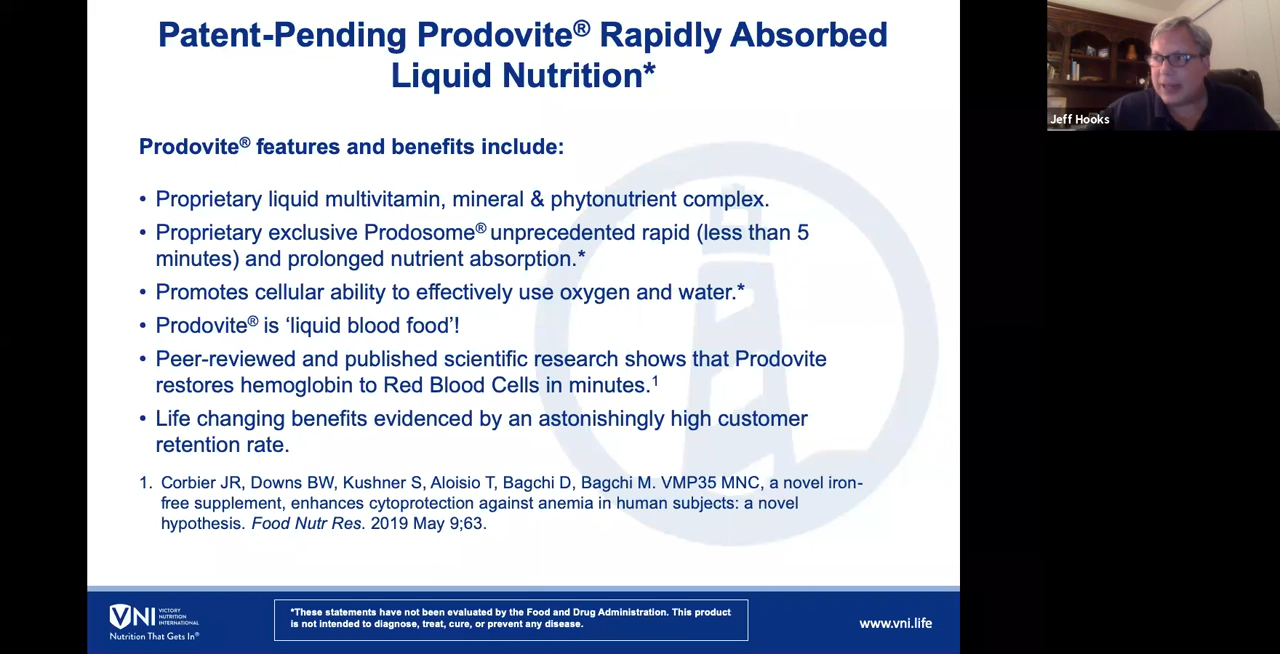 Patent-Pending Prodovite® Rapidly Absorbed
Liquid Nutrition*
Jeff Hooks
Prodovite® features and benefits include:
• Proprietary liquid multivitamin, mineral & phytonutrient complex.
• Proprietary exclusive Prodosome® unprecedented rapid (less than 5
minutes) and prolonged nutrient absorption.*
• Promotes cellular ability to effectively use oxygen and water.*
• Prodovite® is ‘liquid blood food’!
• Peer-reviewed and published scientific research shows that Prodovite
restores hemoglobin to Red Blood Cells in minutes.¹
• Life changing benefits evidenced by an astonishingly high customer
retention rate.
1. Corbier JR, Downs BW, Kushner S, Aloisio T, Bagchi D, Bagchi M. VMP35 MNC, a novel iron-
free supplement, enhances cytoprotection against anemia in human subjects: a novel
hypothesis. Food Nutr Res. 2019 May 9;63.
VNI
VICTORY
NUTRITION
INTERNATIONAL
Nutrition That Gets In®
*These statements have not been evaluated by the Food and Drug Administration. This product
is not intended to diagnose, treat, cure, or prevent any disease.
www.vni.life